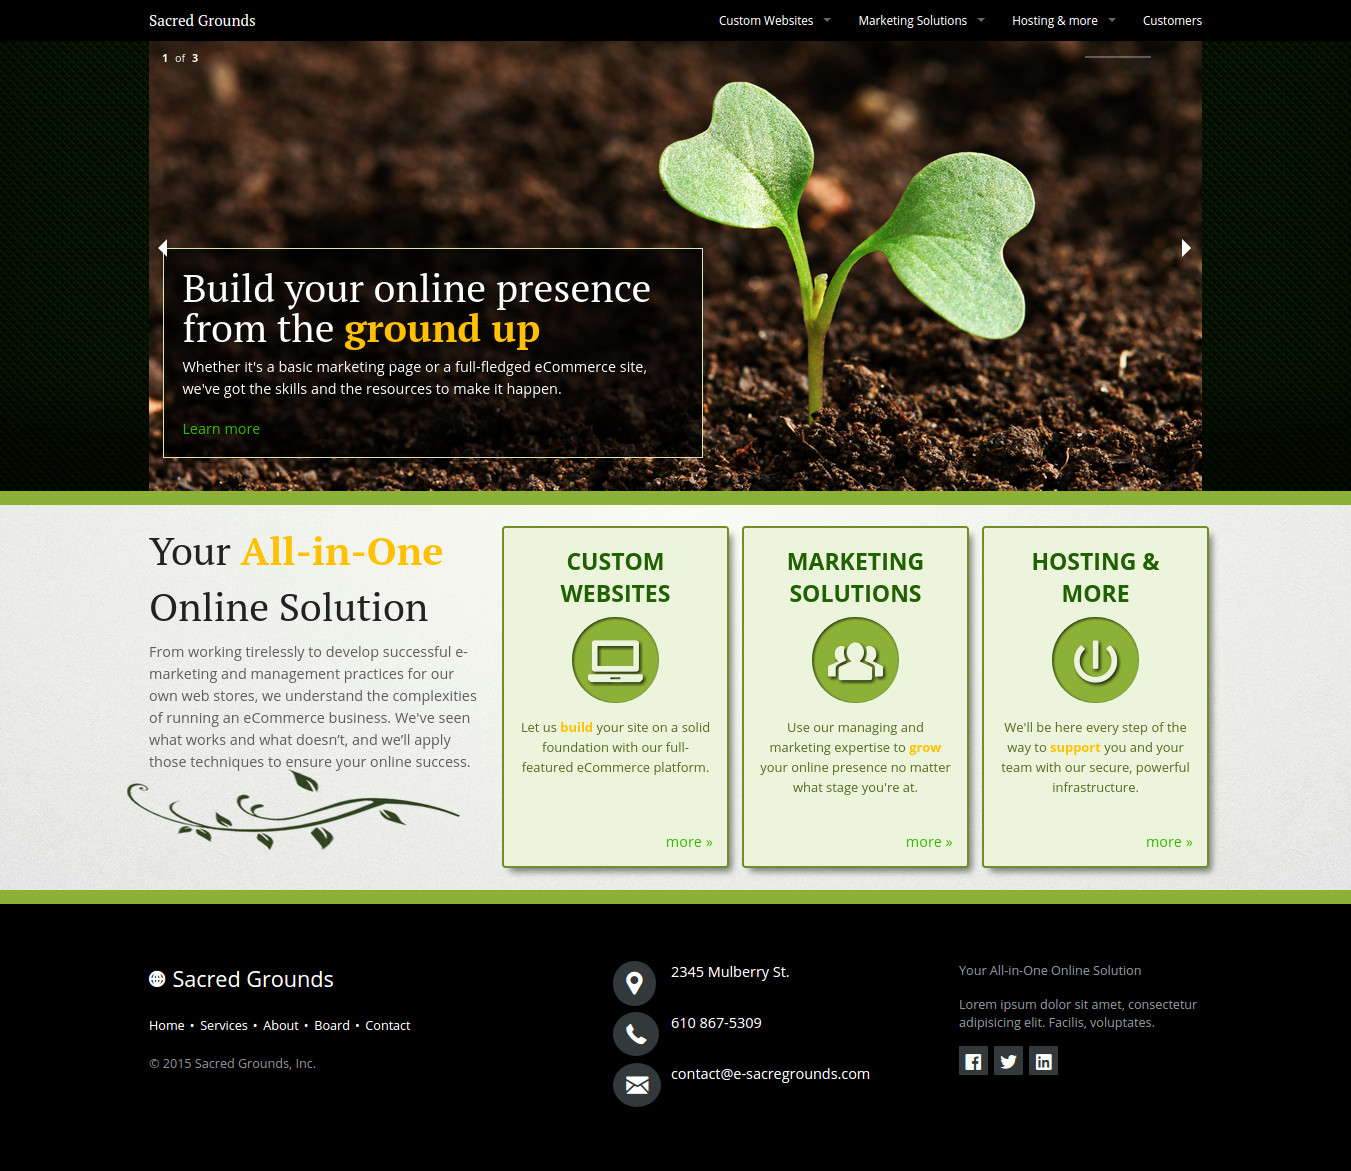 Sacred Grounds
Custom Websites
Marketing Solutions
Hosting & more
Customers
1 of 3
Build your online presence
from the ground up
Whether it's a basic marketing page or a full-fledged eCommerce site,
we've got the skills and the resources to make it happen.
Learn more
Your All-in-One
Online Solution
From working tirelessly to develop successful e-
marketing and management practices for our
own web stores, we understand the complexities
of running an eCommerce business. We've seen
what works and what doesn't, and we'll apply
those techniques to ensure your online success.
CUSTOM
WEBSITES
Let us build your site on a solid
foundation with our full-
featured eCommerce platform.
more »
MARKETING
SOLUTIONS
Use our managing and
marketing expertise to grow
your online presence no matter
what stage you're at.
more »
HOSTING &
MORE
We'll be here every step of the
way to support you and your
team with our secure, powerful
infrastructure.
more »
Sacred Grounds
Home • Services • About • Board • Contact
© 2015 Sacred Grounds, Inc.
2345 Mulberry St.
610 867-5309
contact@e-sacregrounds.com
Your All-in-One Online Solution
Lorem ipsum dolor sit amet, consectetur
adipisicing elit. Facilis, voluptates.